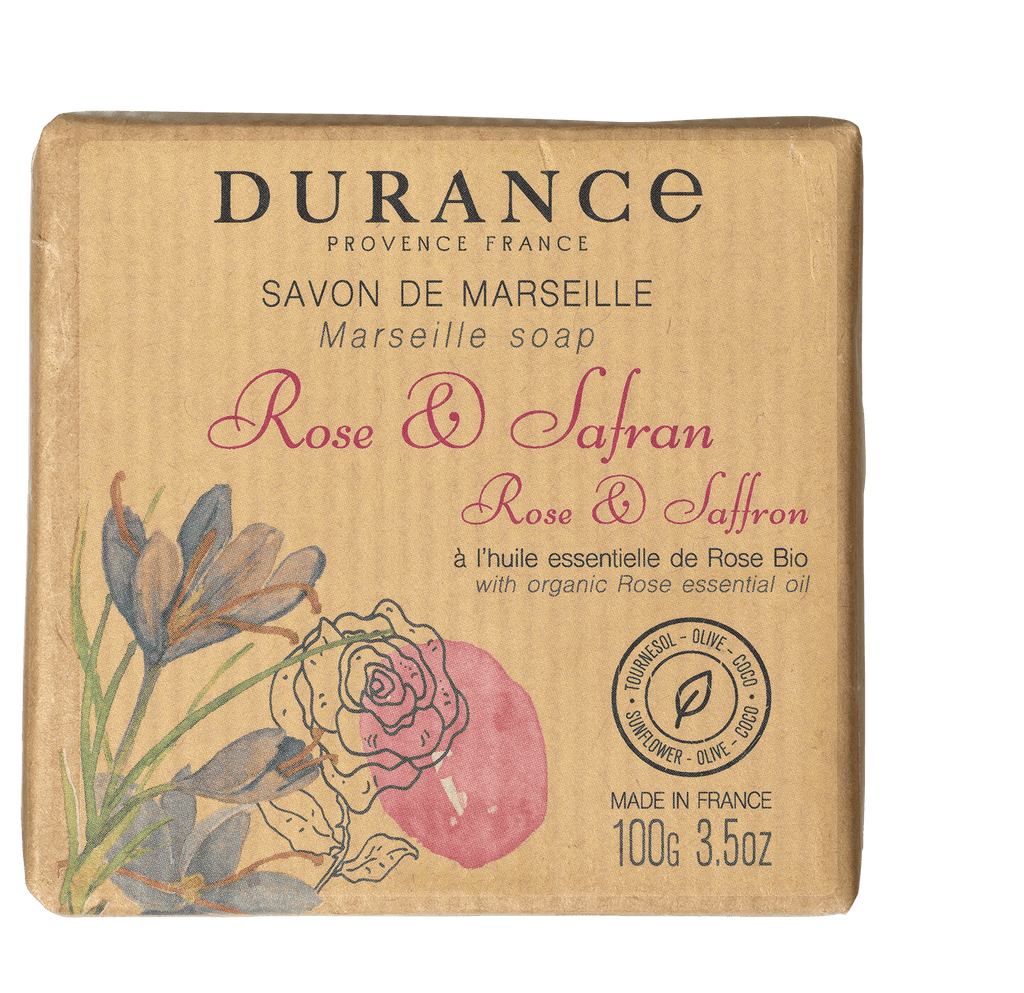 DURANCe
PROVENCE FRANCE
SAVON DE MARSEILLE
Marseille soap
Rose & Safran
Rose & Saffron
à l'huile essentielle de Rose Bio
with organic Rose essential oil
• TOURNESOL - OLIVE - COCO •
SUNFLOWER - OLIVE - COCO
MADE IN FRANCE
100G 3.5OZ